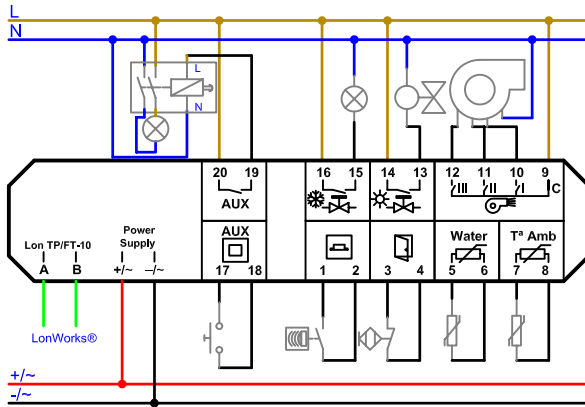 L
N
L
N
20 19
AUX
16 15
14 13
12 11 10 9
III II I C
Lon TP/FT-10
A B
Power
Supply
+/~ –/~
AUX
17 18
1 2
3 4
Water
5 6
Tª Amb
7 8
LonWorks®
+/~
-/~